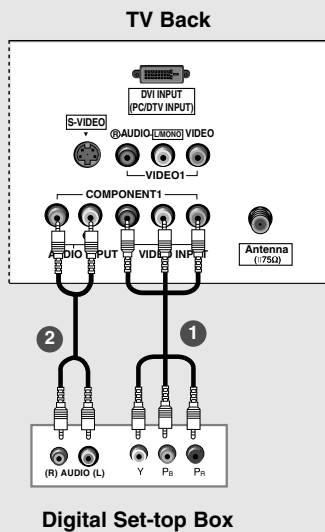 TV Back
DVI INPUT
(PC/DTV INPUT)
S-VIDEO
(R) AUDIO L/MONO VIDEO
VIDEO1
COMPONENT1
AUDIO INPUT VIDEO INPUT
Antenna
(75Ω)
2
1
(R) AUDIO (L)
Y PB PR
Digital Set-top Box